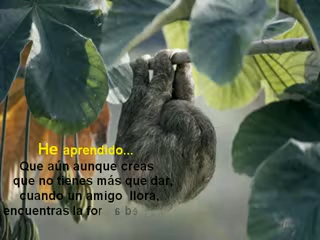 He aprendido...
Que aún aunque creas
que no tienes más que dar,
cuando un amigo llora,
encuentras la